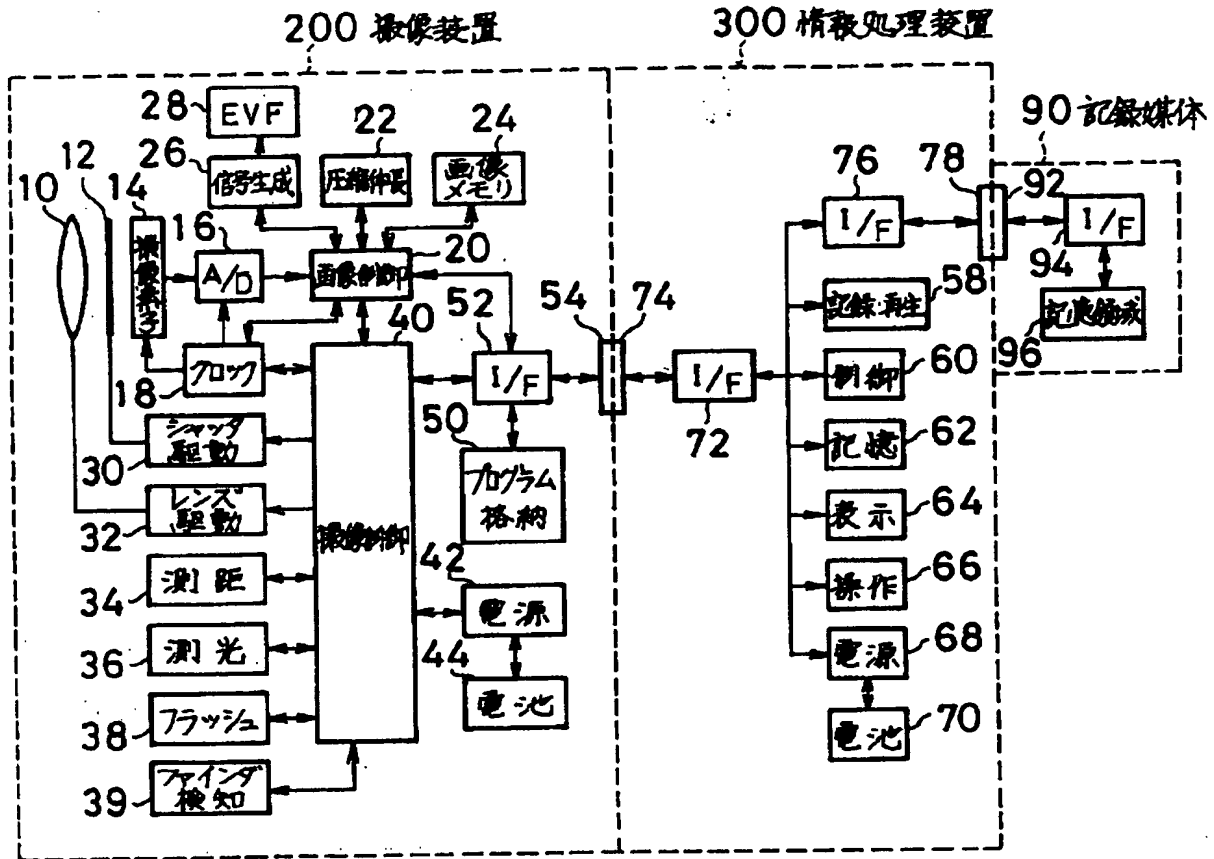 200 撮像装置
300 情報処理装置
28
EVF
22
24
90 記録媒体
26
信号生成
圧縮伸長
画像
メモリ
12
10
14
撮像素子
16
A/D
20
画像制御
76
I/F
78
92
I/F
94
40
52
54
74
58
記録・再生
96
記憶領域
クロック
18
I/F
I/F
72
制御
60
シャッタ
駆動
30
50
プログラム
格納
記憶
62
レンズ
駆動
32
撮像制御
表示
64
測距
34
42
電源
操作
66
測光
36
44
電池
電源
68
フラッシュ
38
電池
70
ファインダ
検知
39